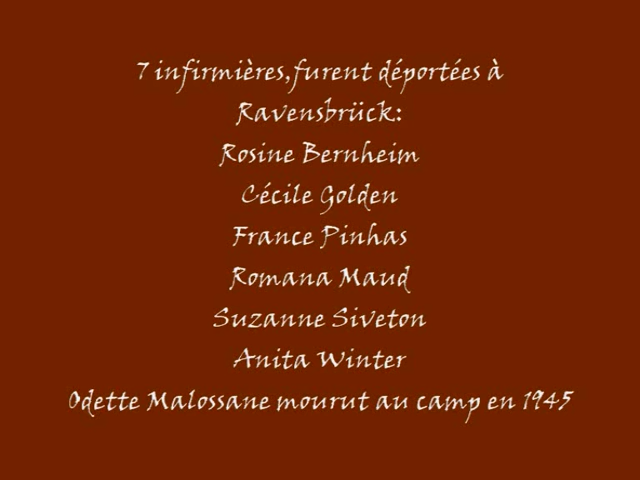 7 infirmières,furent déportées à
Ravensbrück:
Rosine Bernheim
Cécile Golden
France Pinhas
Romana Maud
Suzanne Siveton
Anita Winter
Odette Malossane mourut au camp en 1945